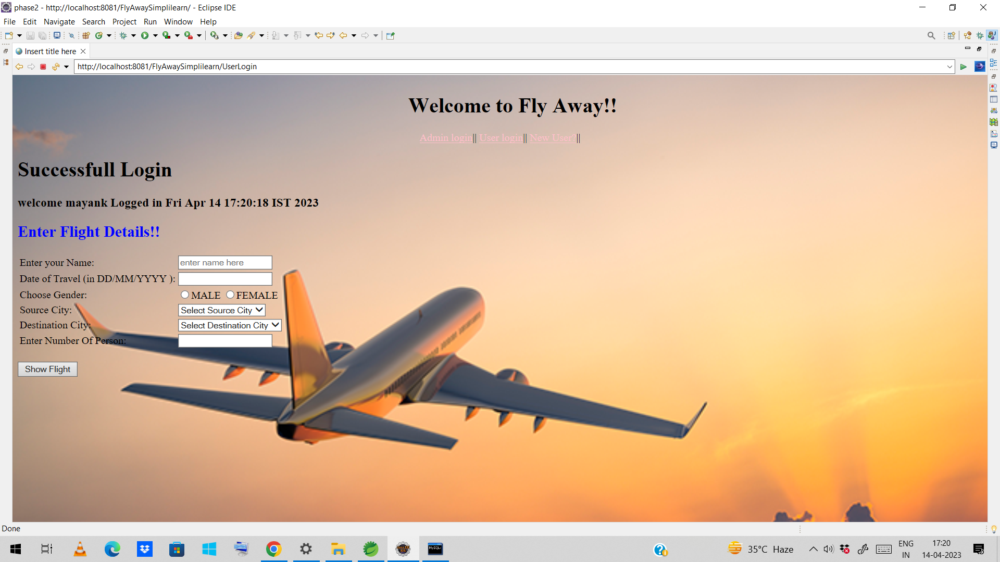 phase2 - http://localhost:8081/FlyAwaySimplilearn/ - Eclipse IDE
File Edit Navigate Search Project Run Window Help
Insert title here
http://localhost:8081/FlyAwaySimplilearn/UserLogin
Welcome to Fly Away!!
Admin login|| User login|| New User?||
Successfull Login
welcome mayank Logged in Fri Apr 14 17:20:18 IST 2023
Enter Flight Details!!
Enter your Name: enter name here
Date of Travel (in DD/MM/YYYY ):
Choose Gender: MALE FEMALE
Source City: Select Source City
Destination City: Select Destination City
Enter Number Of Person:
Show Flight
Done
35°C Haze
ENG
IN
17:20
14-04-2023